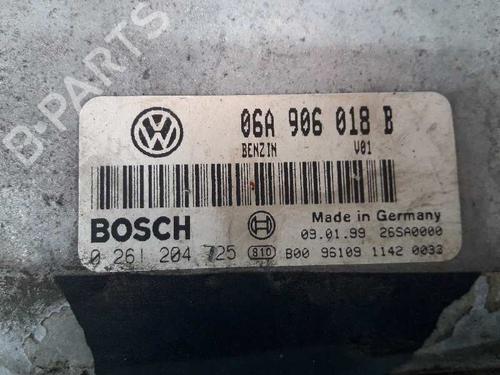 B-PARTS
06A 906 018 B
BENZIN V01
BOSCH
Made in Germany
09.01.99 26SA0000
0 261 204 725 810 B00 96109 1142 0033